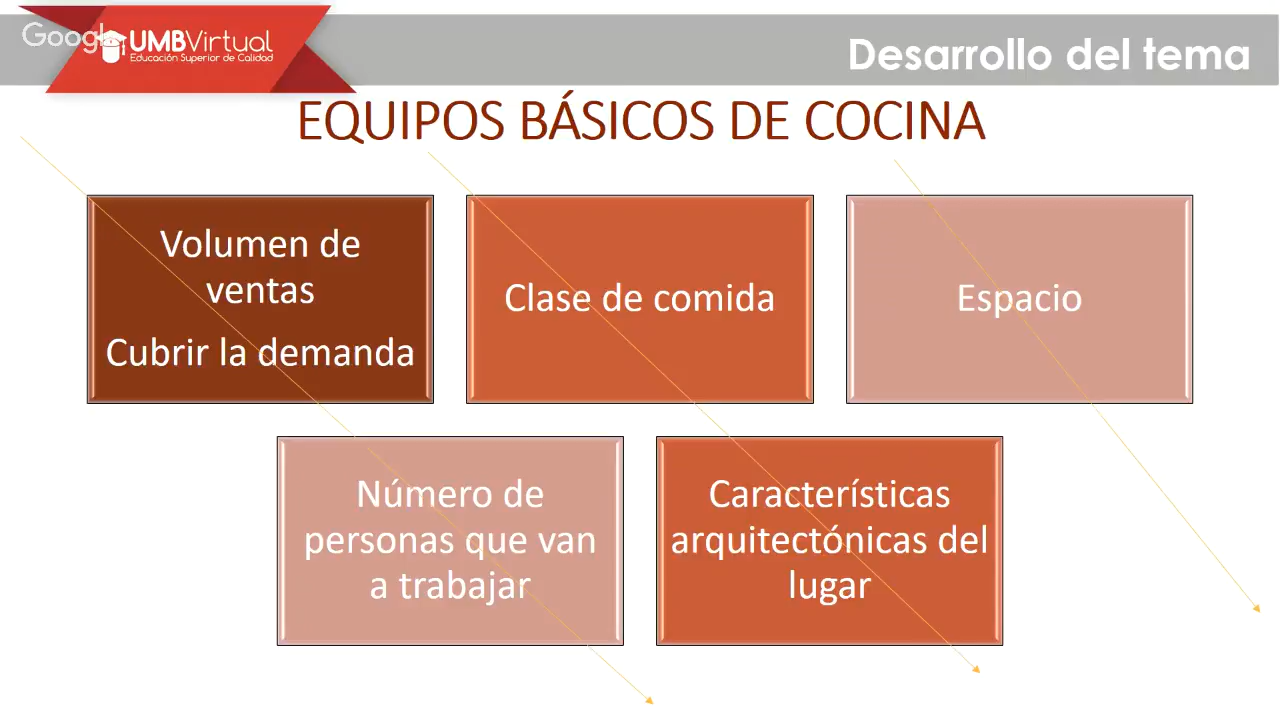 Google
UMBVirtual
Educación Superior de Calidad
Desarrollo del tema
EQUIPOS BÁSICOS DE COCINA
Volumen de
ventas
Cubrir la demanda
Clase de comida
Espacio
Número de
personas que van
a trabajar
Características
arquitectónicas del
lugar